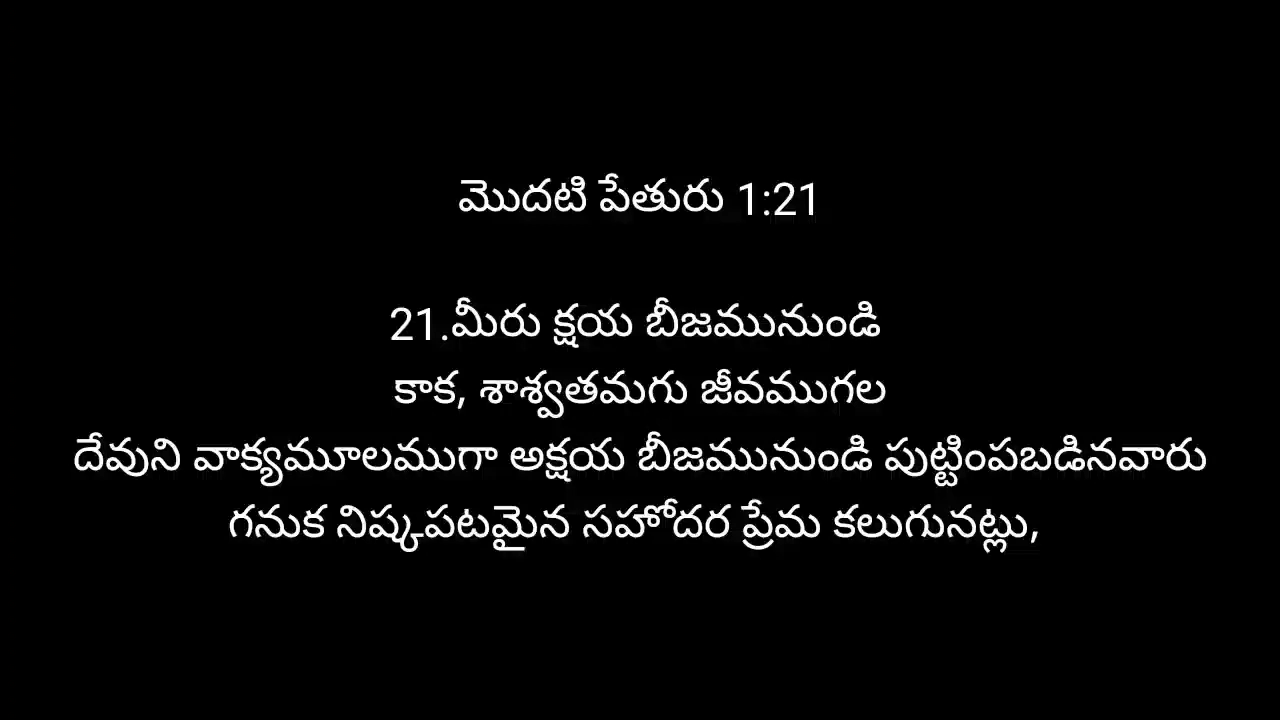 మొదటి పేతురు 1:21
21.మీరు క్షయ బీజమునుండి
కాక, శాశ్వతమగు జీవముగల
దేవుని వాక్యమూలముగా అక్షయ బీజమునుండి పుట్టింపబడినవారు
గనుక నిష్కపటమైన సహోదర ప్రేమ కలుగునట్లు,